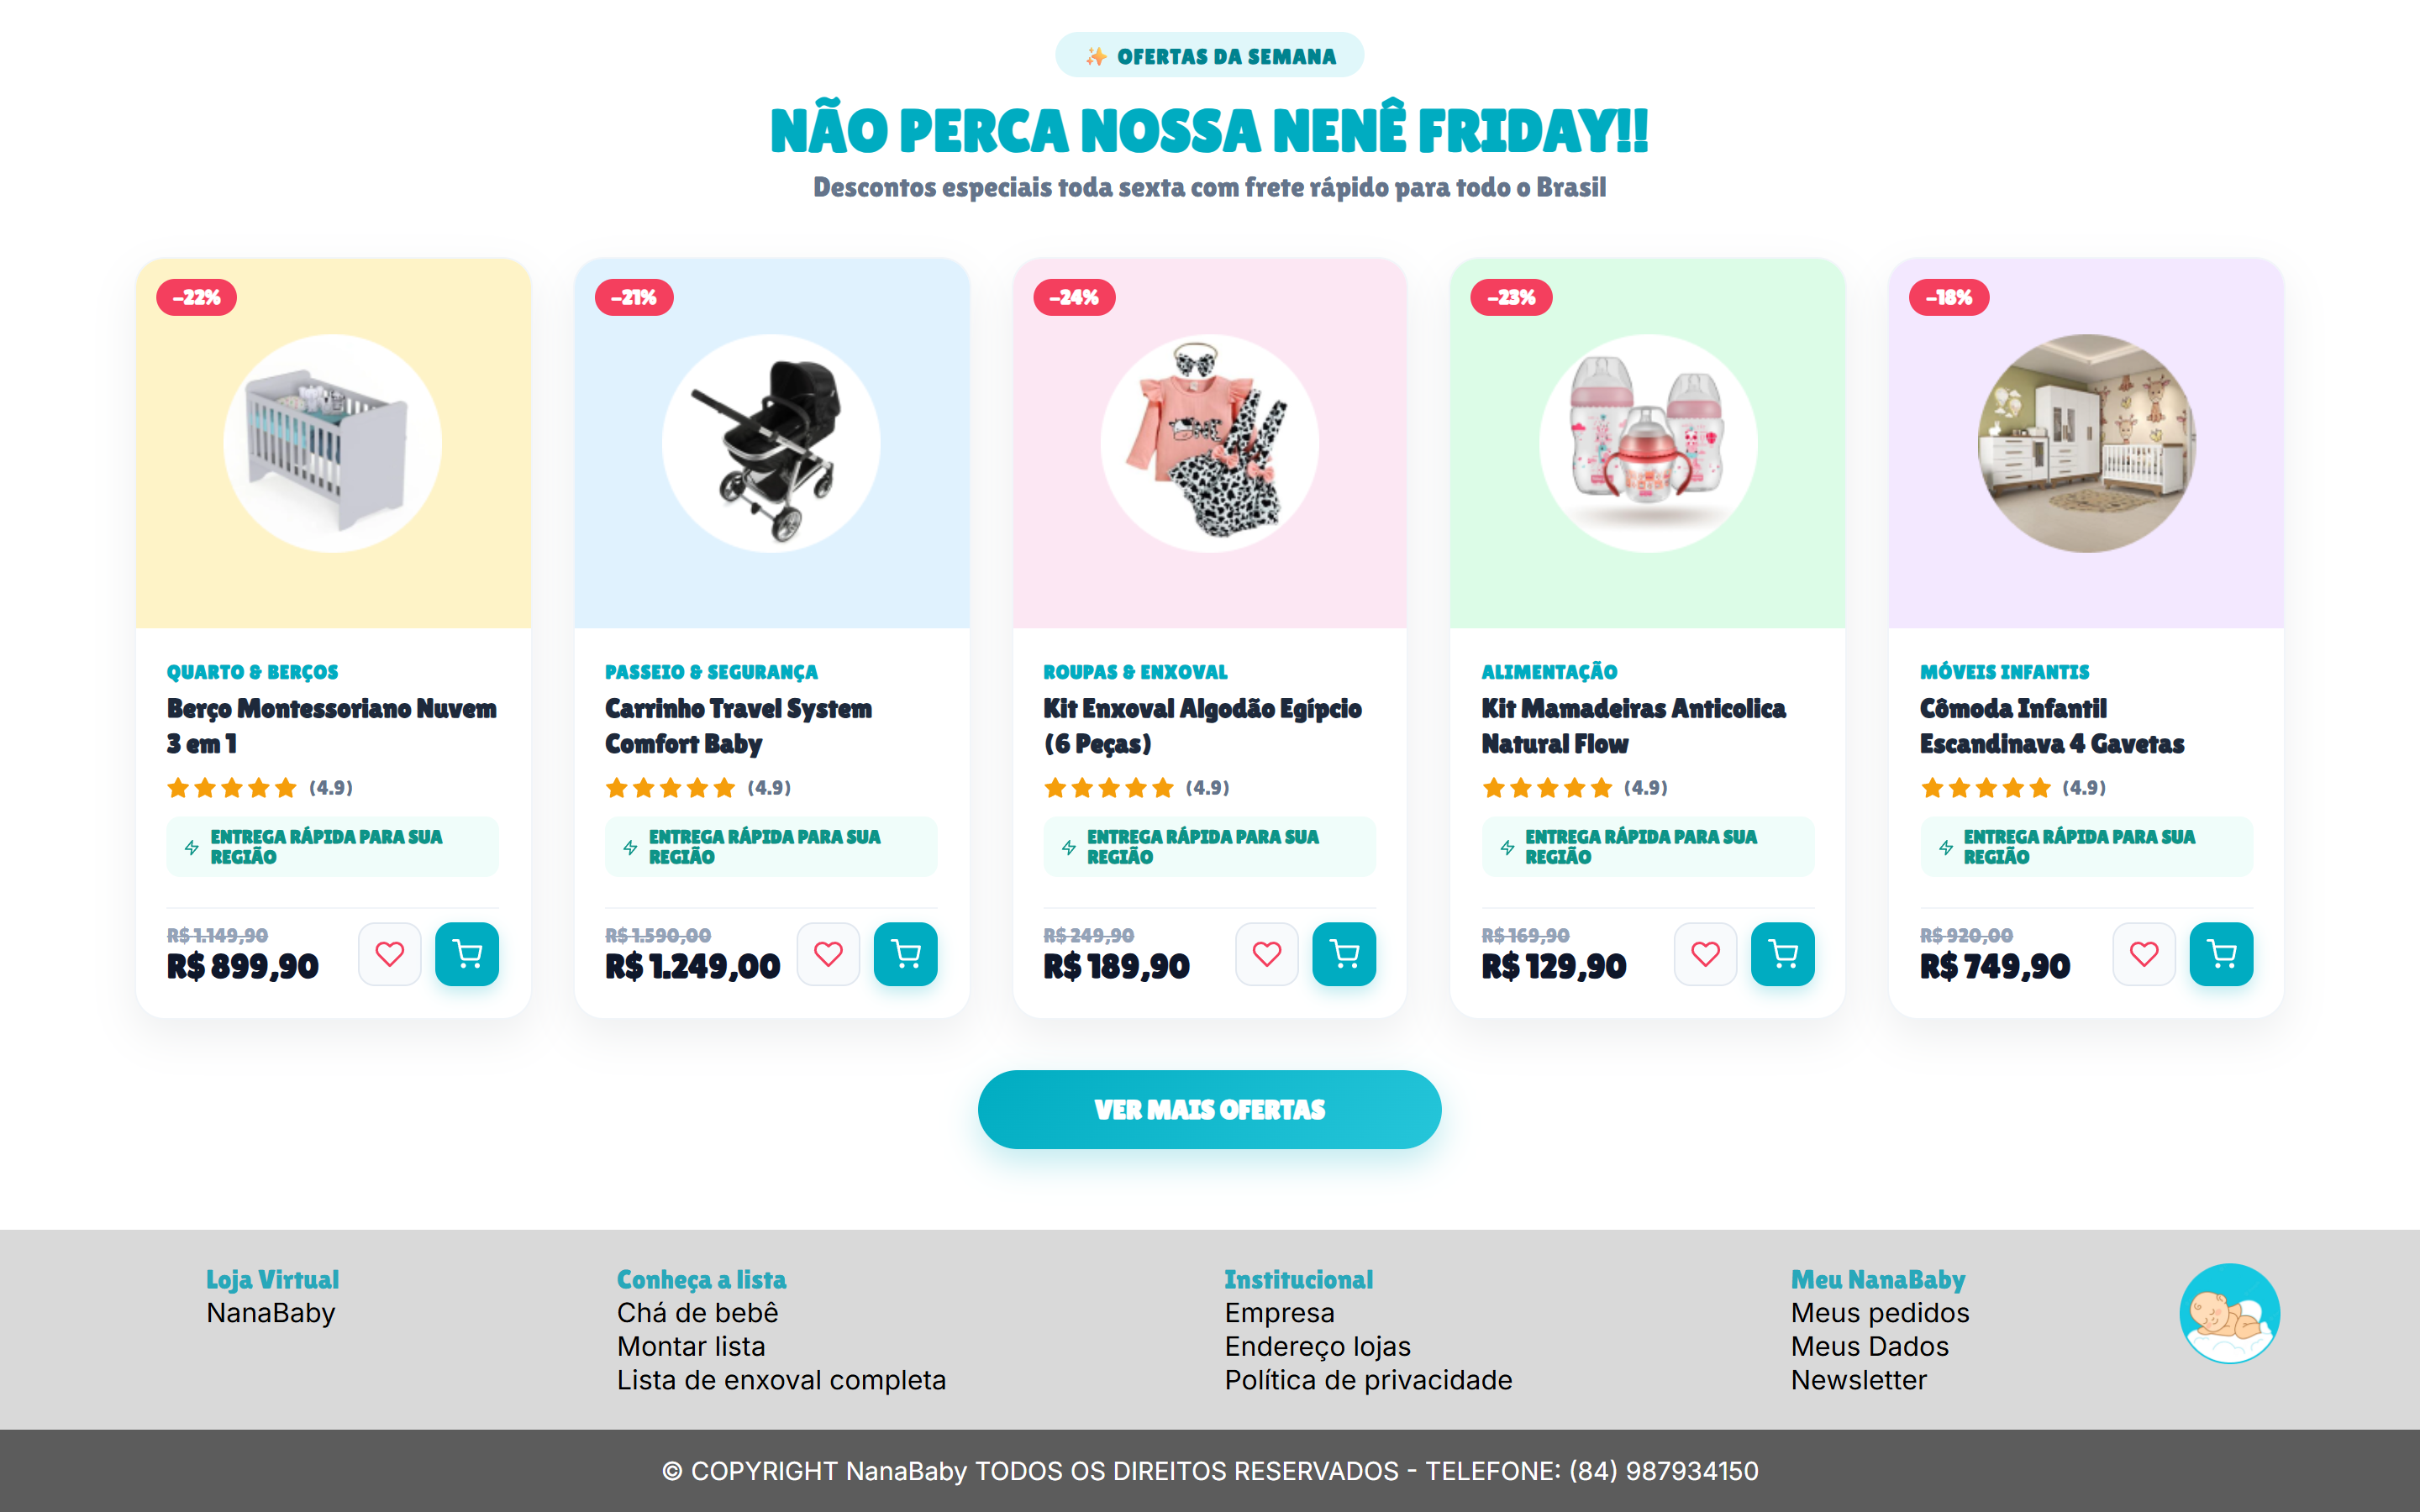 ✨ OFERTAS DA SEMANA
NÃO PERCA NOSSA NENÊ FRIDAY!!
Descontos especiais toda sexta com frete rápido para todo o Brasil
-22%
QUARTO & BERÇOS
Berço Montessoriano Nuvem
3 em 1
(4.9)
ENTREGA RÁPIDA PARA SUA
REGIÃO
R$ 1.149,90
R$ 899,90
-21%
PASSEIO & SEGURANÇA
Carrinho Travel System
Comfort Baby
(4.9)
ENTREGA RÁPIDA PARA SUA
REGIÃO
R$ 1.590,00
R$ 1.249,00
-24%
ROUPAS & ENXOVAL
Kit Enxoval Algodão Egípcio
(6 Peças)
(4.9)
ENTREGA RÁPIDA PARA SUA
REGIÃO
R$ 249,90
R$ 189,90
-23%
ALIMENTAÇÃO
Kit Mamadeiras Anticolica
Natural Flow
(4.9)
ENTREGA RÁPIDA PARA SUA
REGIÃO
R$ 169,90
R$ 129,90
-18%
MÓVEIS INFANTIS
Cômoda Infantil
Escandinava 4 Gavetas
(4.9)
ENTREGA RÁPIDA PARA SUA
REGIÃO
R$ 920,00
R$ 749,90
VER MAIS OFERTAS
Loja Virtual
NanaBaby
Conheça a lista
Chá de bebê
Montar lista
Lista de enxoval completa
Institucional
Empresa
Endereço lojas
Política de privacidade
Meu NanaBaby
Meus pedidos
Meus Dados
Newsletter
© COPYRIGHT NanaBaby TODOS OS DIREITOS RESERVADOS - TELEFONE: (84) 987934150